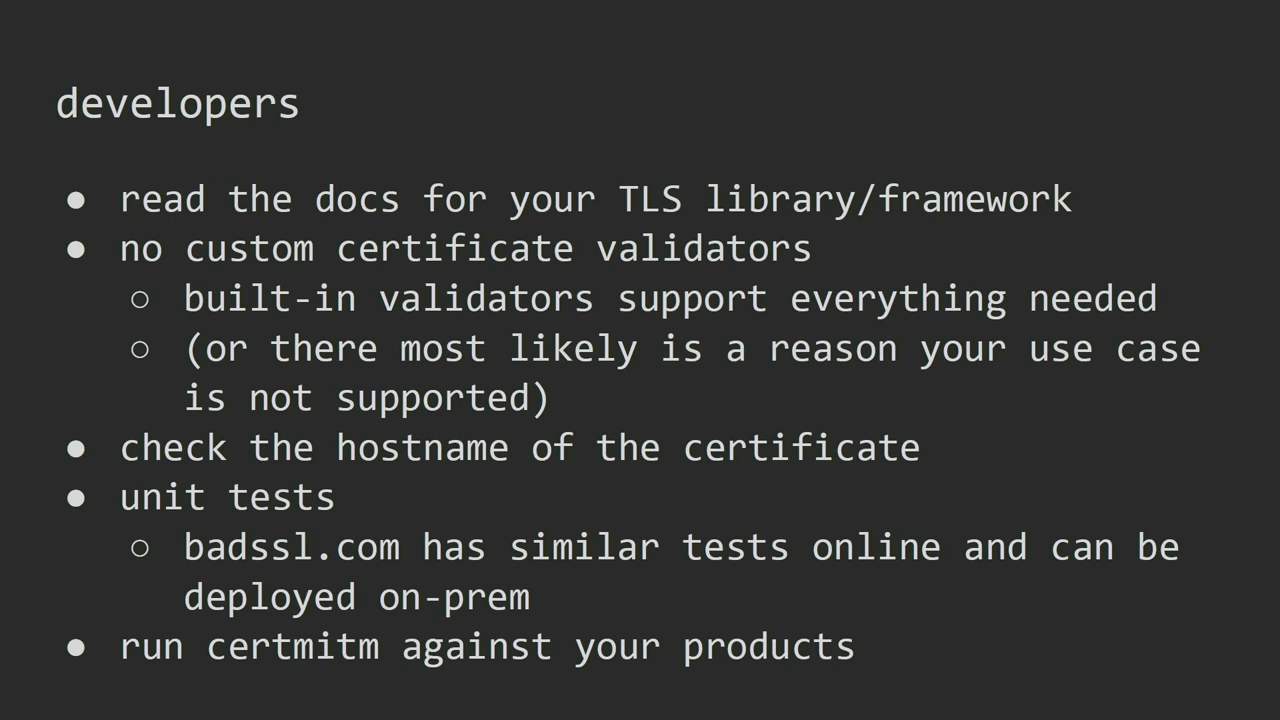 developers
● read the docs for your TLS library/framework
● no custom certificate validators
○ built-in validators support everything needed
○ (or there most likely is a reason your use case
is not supported)
● check the hostname of the certificate
● unit tests
○ badssl.com has similar tests online and can be
deployed on-prem
● run certmitm against your products